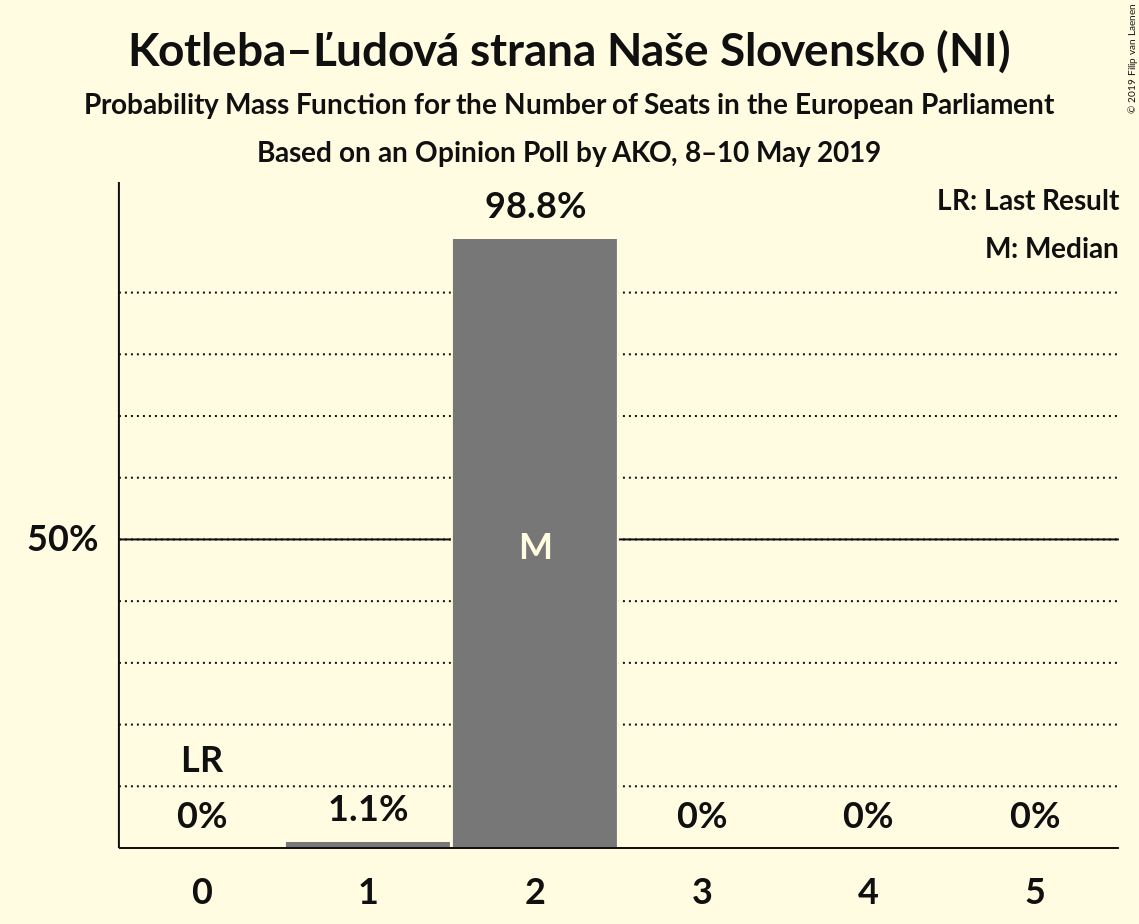 Kotleba–Ľudová strana Naše Slovensko (NI)
Probability Mass Function for the Number of Seats in the European Parliament
Based on an Opinion Poll by AKO, 8–10 May 2019
© 2019 Filip van Laenen
LR: Last Result
M: Median
98.8%
50%
M
LR
0%
1.1%
0%
0%
0%
0
1
2
3
4
5